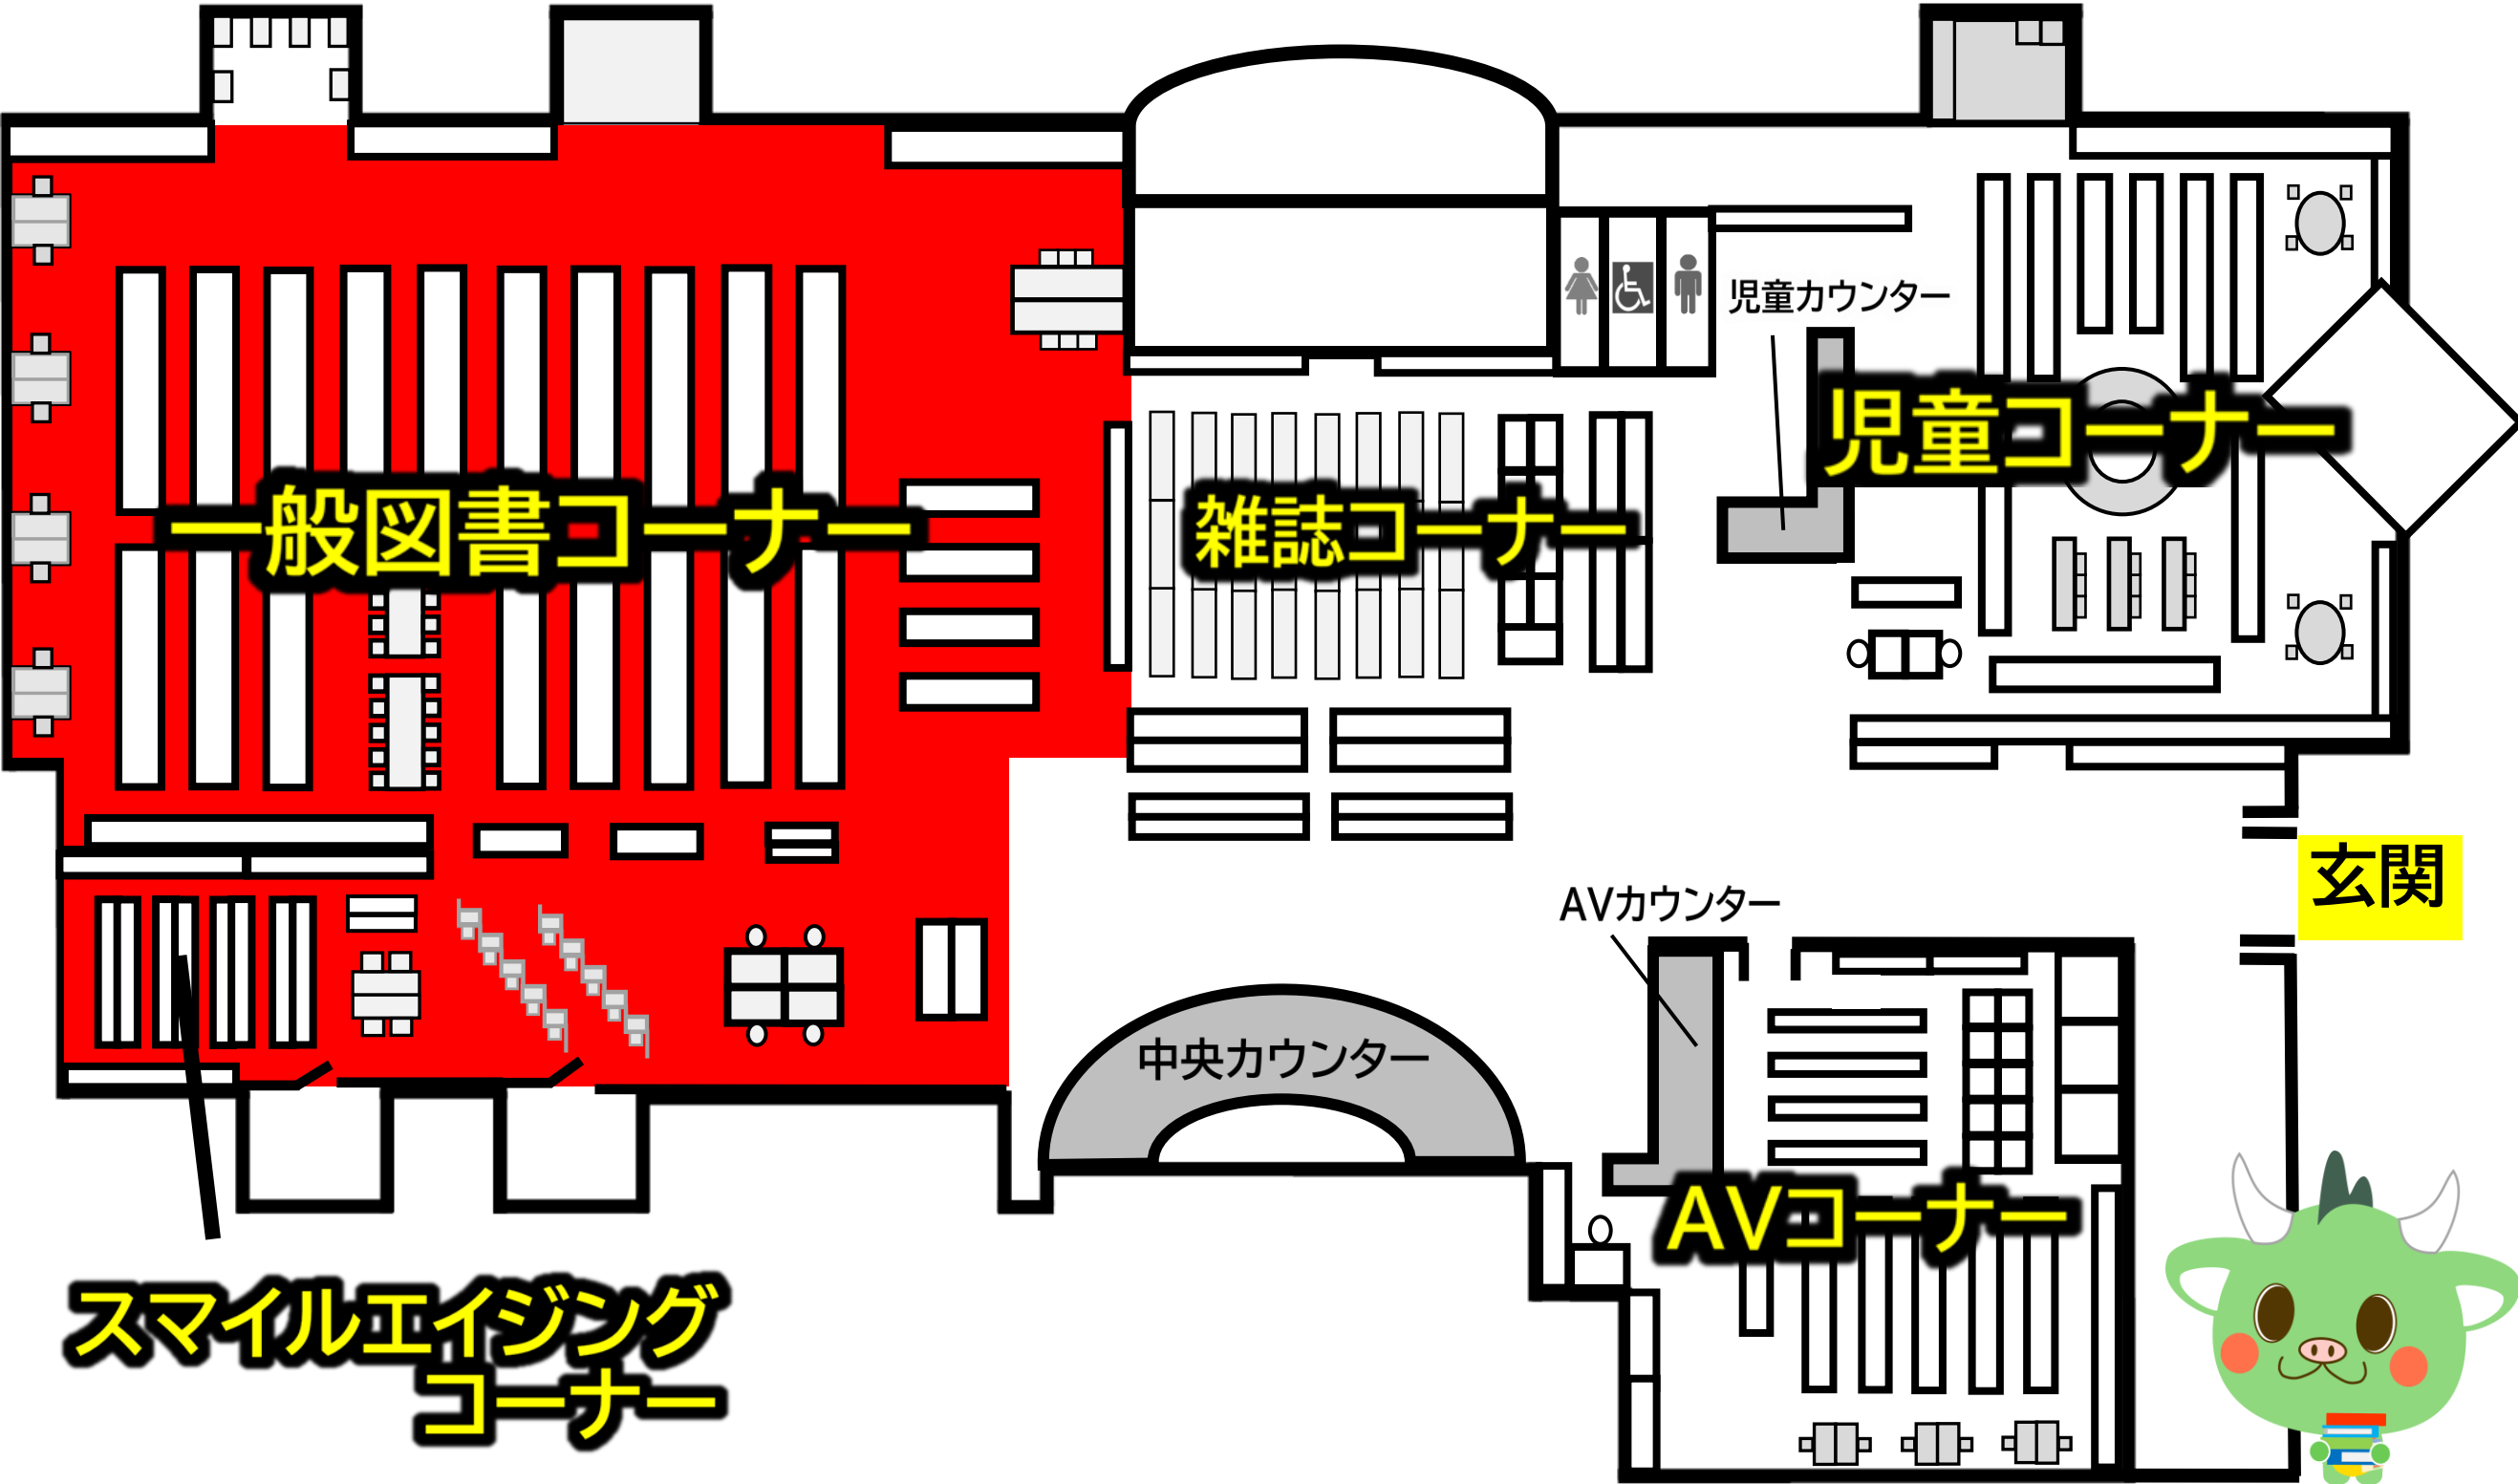 児童カウンター
児童コーナー
一般図書コーナー
雑誌コーナー
玄関
AVカウンター
中央カウンター
AVコーナー
スマイルエイジング
コーナー